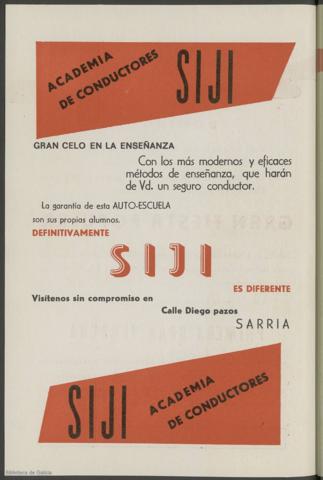 ACADEMIA
DE CONDUCTORES
SIJI
GRAN CELO EN LA ENSEÑANZA
Con los más modernos y eficaces
métodos de enseñanza, que harán
de Vd. un seguro conductor.
La garantía de esta AUTO-ESCUELA
son sus propias alumnos.
DEFINITIVAMENTE
SIJI
ES DIFERENTE
Visítenos sin compromiso en
Calle Diego pazos
SARRIA
SIJI
ACADEMIA
DE CONDUCTORES
Biblioteca de Galicia